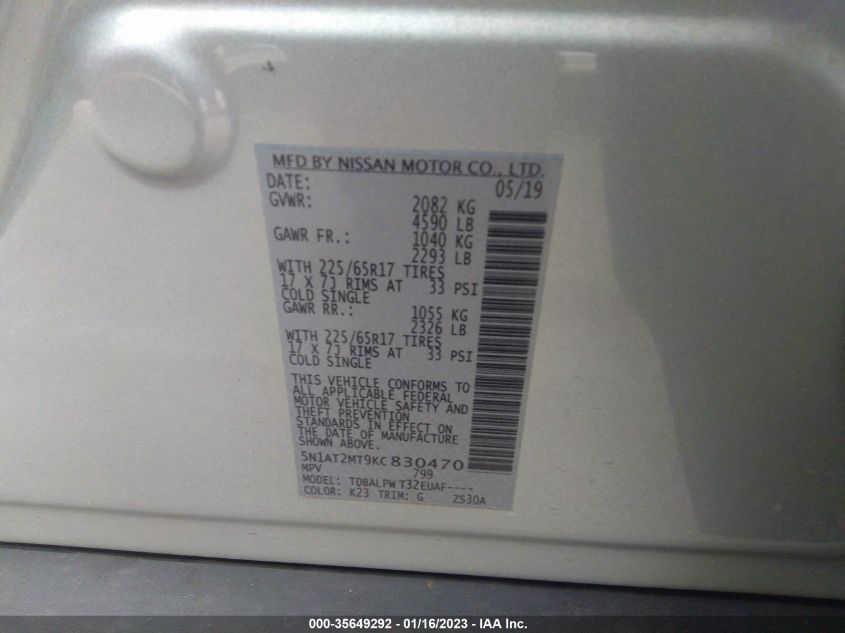 MFD BY NISSAN MOTOR CO., LTD.
DATE: 05/19
GVWR: 2082 KG
4590 LB
GAWR FR.: 1040 KG
2293 LB
WITH 225/65R17 TIRES
17 X 7J RIMS AT 33 PSI
COLD SINGLE
GAWR RR.: 1055 KG
2326 LB
WITH 225/65R17 TIRES
17 X 7J RIMS AT 33 PSI
COLD SINGLE
THIS VEHICLE CONFORMS TO
ALL APPLICABLE FEDERAL
MOTOR VEHICLE SAFETY AND
THEFT PREVENTION
STANDARDS IN EFFECT ON
THE DATE OF MANUFACTURE
SHOWN ABOVE.
5N1AT2MT9KC830470
MPV 799
MODEL: TDBALPW T32EUAF----
COLOR: K23 TRIM: G 2S30A
000-35649292 - 01/16/2023 - IAA Inc.